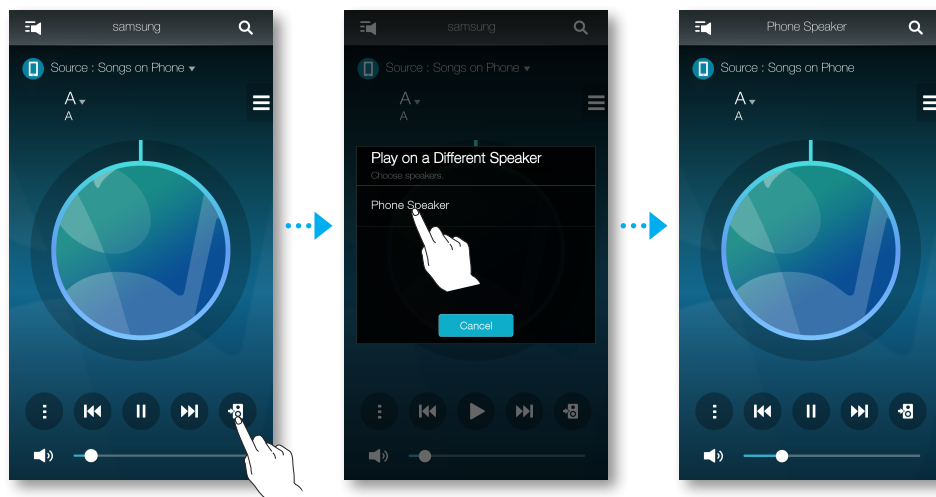 samsung
Source : Songs on Phone
A
A
samsung
Source : Songs on Phone
A
A
Play on a Different Speaker
Choose speakers.
Phone Speaker
Cancel
Phone Speaker
Source : Songs on Phone
A
A